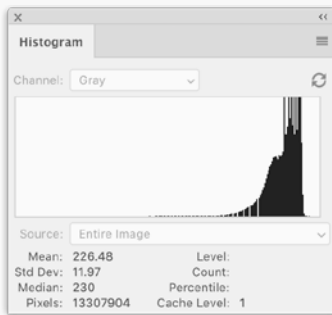 Histogram
Channel: Gray
Source: Entire Image
Mean: 226.48 Level:
Std Dev: 11.97 Count:
Median: 230 Percentile:
Pixels: 13307904 Cache Level: 1